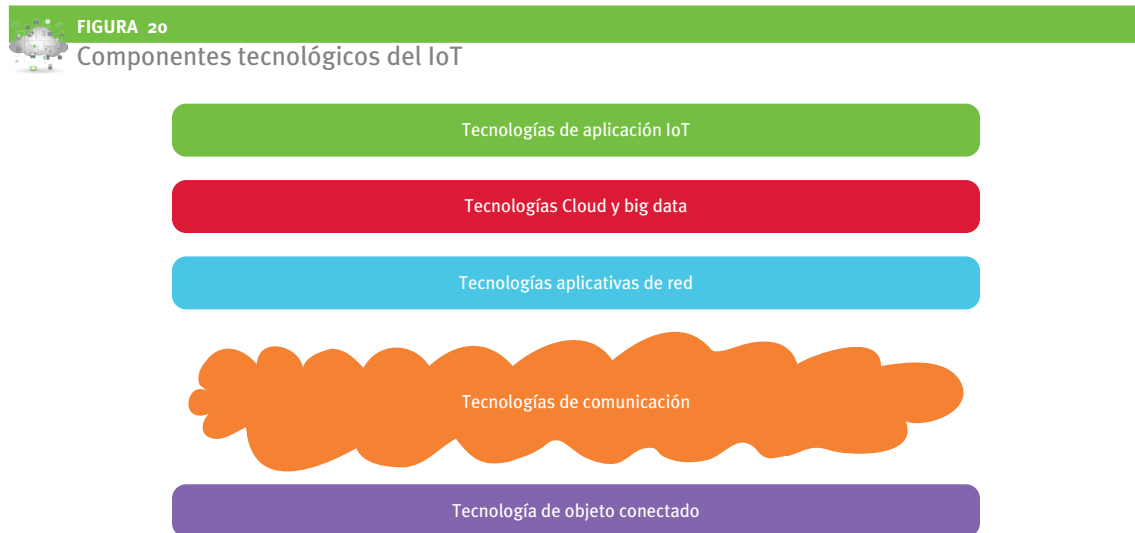 FIGURA 20
Componentes tecnológicos del IoT
Tecnologías de aplicación IoT
Tecnologías Cloud y big data
Tecnologías aplicativas de red
Tecnologías de comunicación
Tecnología de objeto conectado